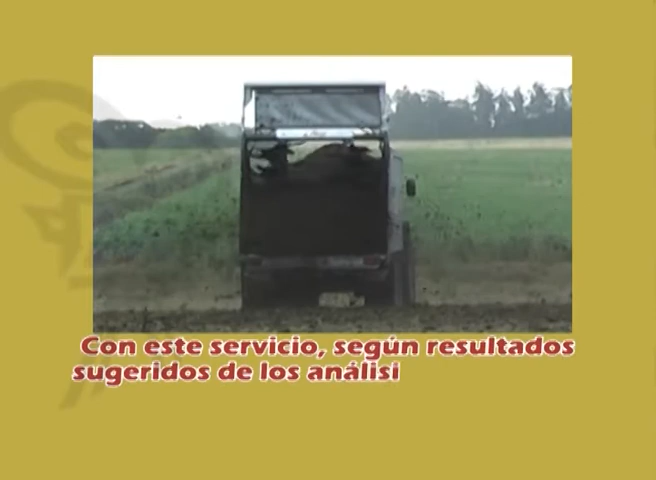 Con este servicio, según resultados
sugeridos de los análisi